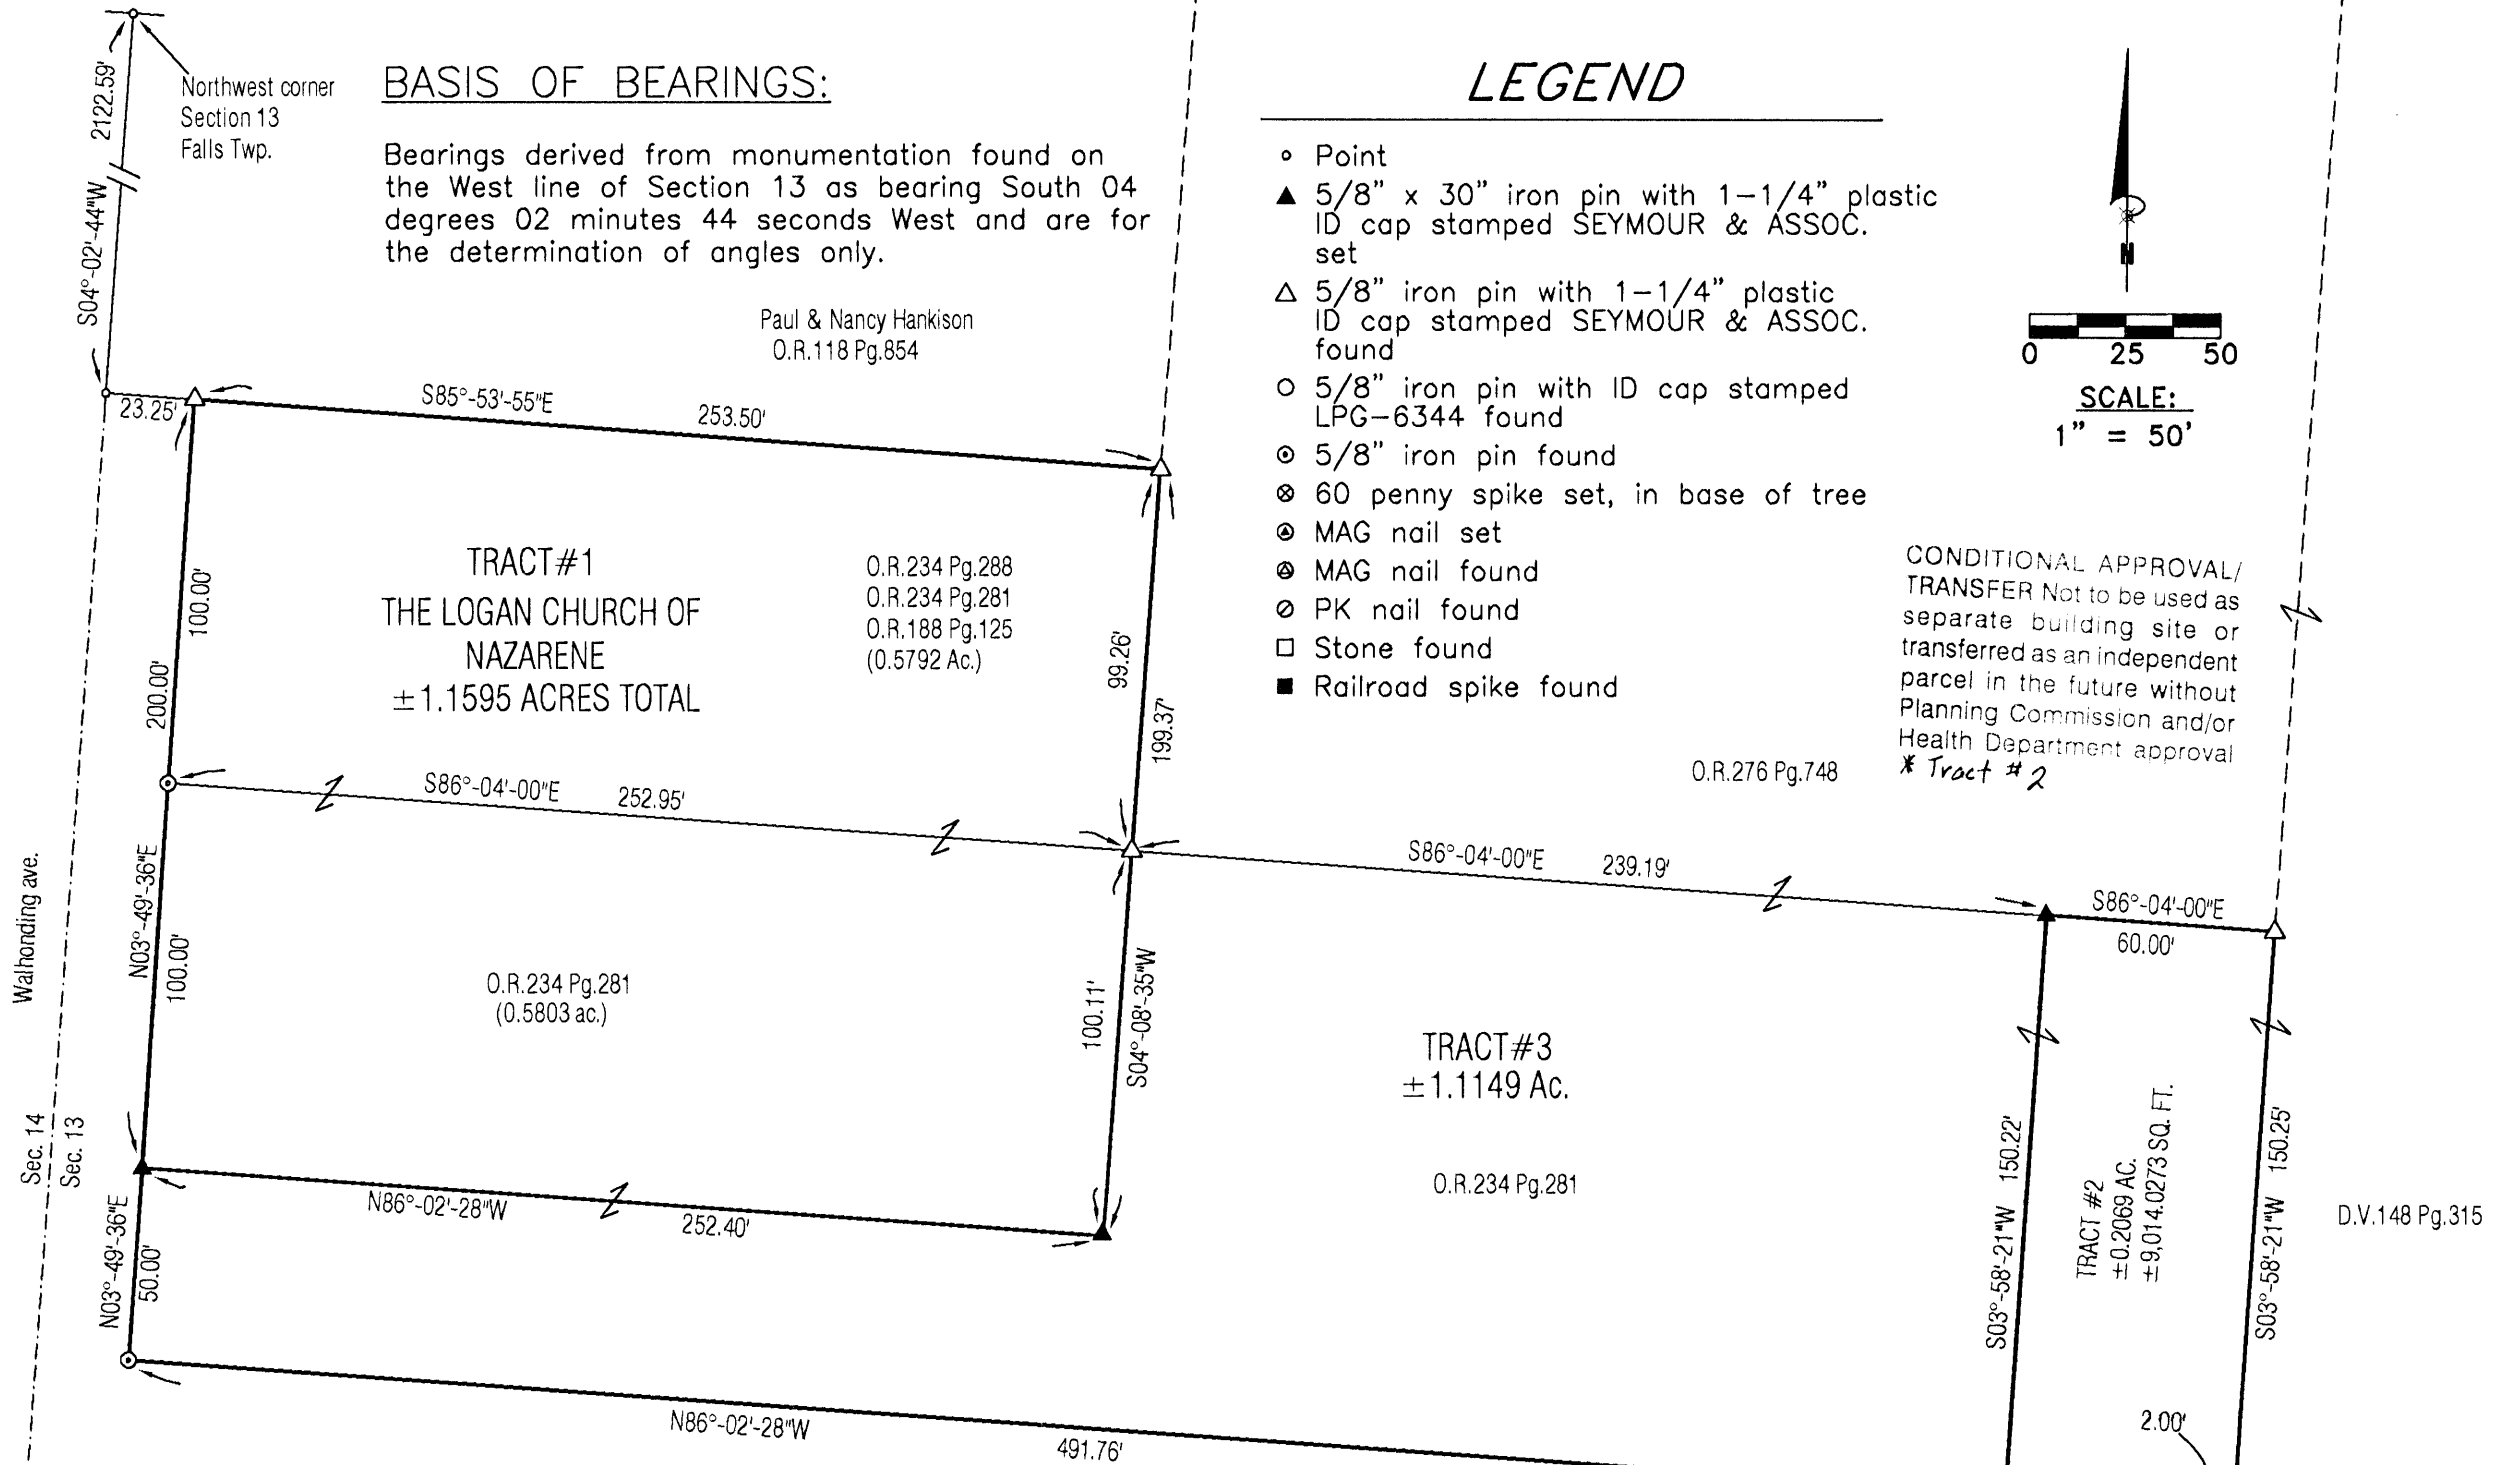 2122.59'
S04°-02'-44"W
Northwest corner
Section 13
Falls Twp.
BASIS OF BEARINGS:
Bearings derived from monumentation found on
the West line of Section 13 as bearing South 04
degrees 02 minutes 44 seconds West and are for
the determination of angles only.
Paul & Nancy Hankison
O.R.118 Pg.854
LEGEND
Point
5/8" x 30" iron pin with 1-1/4" plastic
ID cap stamped SEYMOUR & ASSOC.
set
5/8" iron pin with 1-1/4" plastic
ID cap stamped SEYMOUR & ASSOC.
found
5/8" iron pin with ID cap stamped
LPG-6344 found
5/8" iron pin found
60 penny spike set, in base of tree
MAG nail set
MAG nail found
PK nail found
Stone found
Railroad spike found
N
0 25 50
SCALE:
1" = 50'
CONDITIONAL APPROVAL/
TRANSFER Not to be used as
separate building site or
transferred as an independent
parcel in the future without
Planning Commission and/or
Health Department approval
* Tract #2
23.25'
S85°-53'-55"E
253.50'
100.00'
200.00'
TRACT#1
THE LOGAN CHURCH OF
NAZARENE
±1.1595 ACRES TOTAL
O.R.234 Pg.288
O.R.234 Pg.281
O.R.188 Pg.125
(0.5792 Ac.)
99.26'
199.37'
O.R.276 Pg.748
S86°-04'-00"E 252.95'
S86°-04'-00"E 239.19'
S86°-04'-00"E
60.00'
Walhonding ave.
N03°-49'-36"E
100.00'
O.R.234 Pg.281
(0.5803 ac.)
100.11'
S04°-08'-35"W
TRACT#3
±1.1149 Ac.
O.R.234 Pg.281
S03°-58'-21"W 150.22'
TRACT #2
±0.2069 AC.
±9,014.0273 SQ. FT.
S03°-58'-21"W 150.25'
D.V.148 Pg.315
Sec. 14
Sec. 13
N86°-02'-28"W
252.40'
N03°-49'-36"E
50.00'
N86°-02'-28"W
491.76'
2.00'